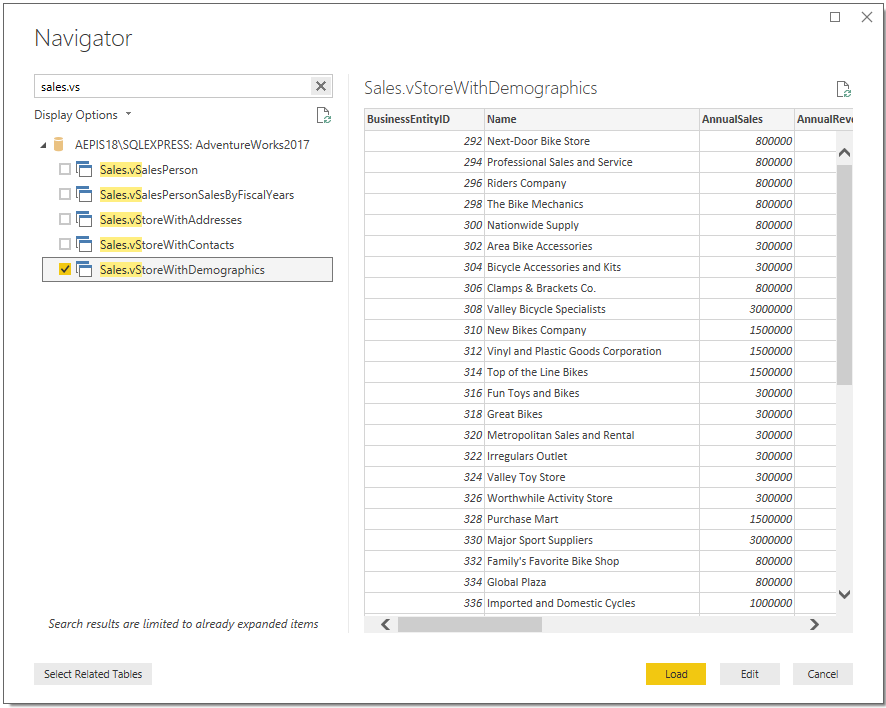 Navigator
sales.vs
Display Options
AEPIS18\SQLEXPRESS: AdventureWorks2017
Sales.vSalesPerson
Sales.vSalesPersonSalesByFiscalYears
Sales.vStoreWithAddresses
Sales.vStoreWithContacts
Sales.vStoreWithDemographics
Search results are limited to already expanded items
Sales.vStoreWithDemographics
BusinessEntityID Name AnnualSales AnnualReve
292 Next-Door Bike Store 800000
294 Professional Sales and Service 800000
296 Riders Company 800000
298 The Bike Mechanics 800000
300 Nationwide Supply 800000
302 Area Bike Accessories 300000
304 Bicycle Accessories and Kits 300000
306 Clamps & Brackets Co. 800000
308 Valley Bicycle Specialists 3000000
310 New Bikes Company 1500000
312 Vinyl and Plastic Goods Corporation 1500000
314 Top of the Line Bikes 1500000
316 Fun Toys and Bikes 300000
318 Great Bikes 300000
320 Metropolitan Sales and Rental 300000
322 Irregulars Outlet 300000
324 Valley Toy Store 300000
326 Worthwhile Activity Store 300000
328 Purchase Mart 1500000
330 Major Sport Suppliers 3000000
332 Family's Favorite Bike Shop 800000
334 Global Plaza 800000
336 Imported and Domestic Cycles 1000000
Select Related Tables
Load Edit Cancel